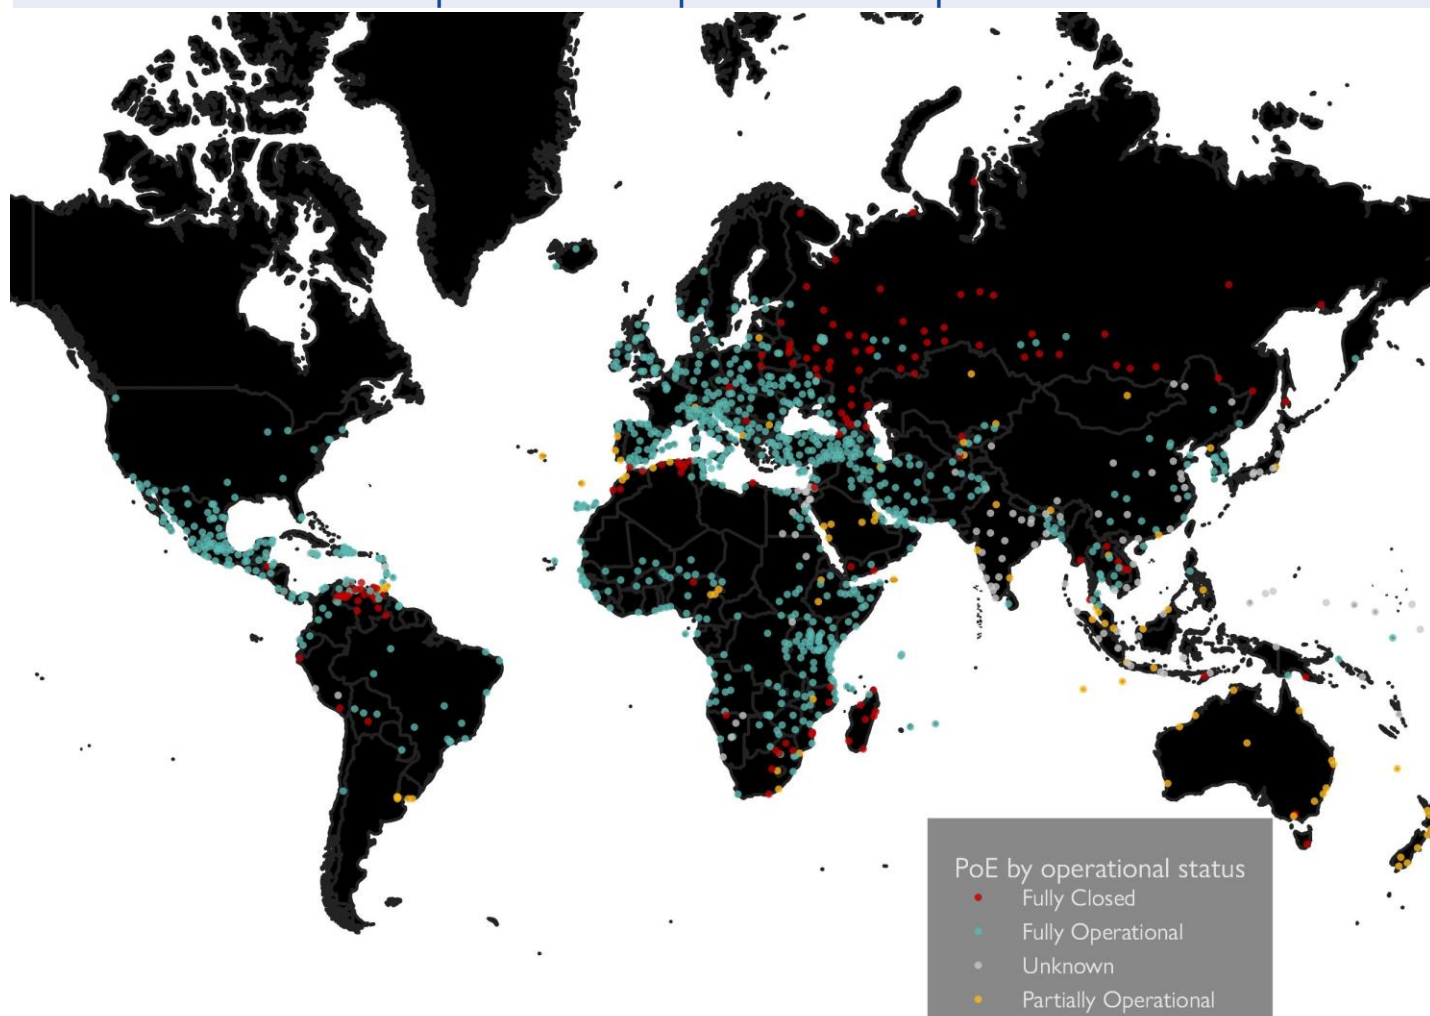 PoE by operational status
Fully Closed
Fully Operational
Unknown
Partially Operational